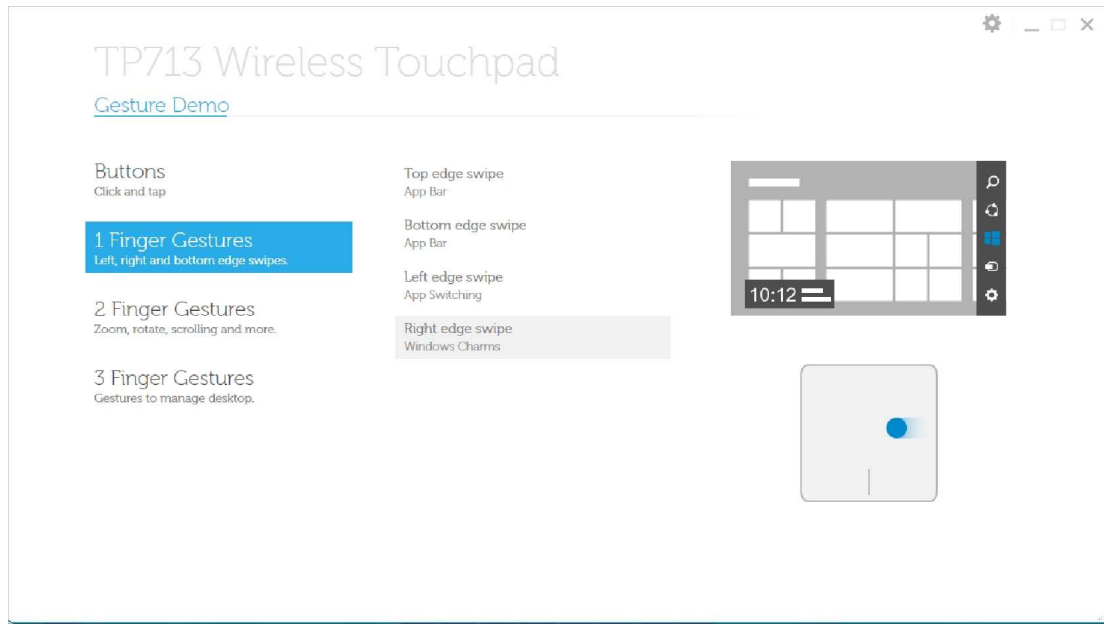 TP713 Wireless Touchpad
Gesture Demo
Buttons
Click and tap
1 Finger Gestures
Left, right and bottom edge swipes.
2 Finger Gestures
Zoom, rotate, scrolling and more.
3 Finger Gestures
Gestures to manage desktop.
Top edge swipe
App Bar
Bottom edge swipe
App Bar
Left edge swipe
App Switching
Right edge swipe
Windows Charms
10:12